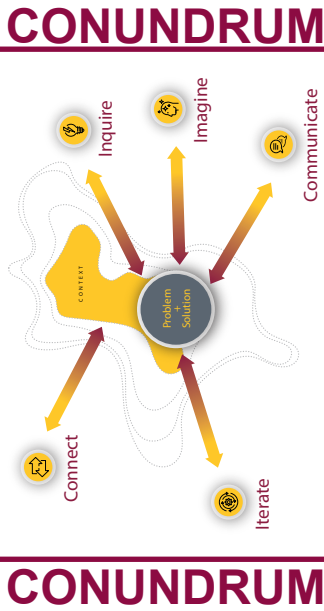 CONUNDRUM
Inquire
Imagine
Communicate
CONTEXT
Problem
+
Solution
Connect
Iterate
CONUNDRUM